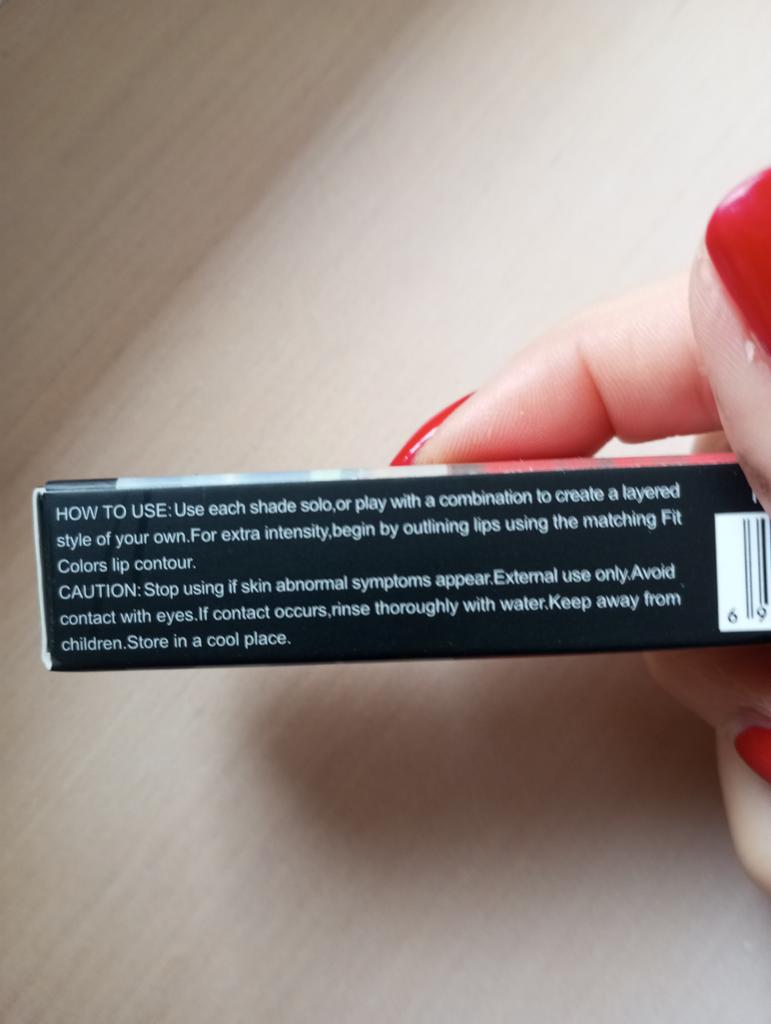 HOW TO USE:Use each shade solo,or play with a combination to create a layered
style of your own.For extra intensity,begin by outlining lips using the matching Fit
Colors lip contour.
CAUTION:Stop using if skin abnormal symptoms appear.External use only.Avoid
contact with eyes.If contact occurs,rinse thoroughly with water.Keep away from
children.Store in a cool place.
6 9